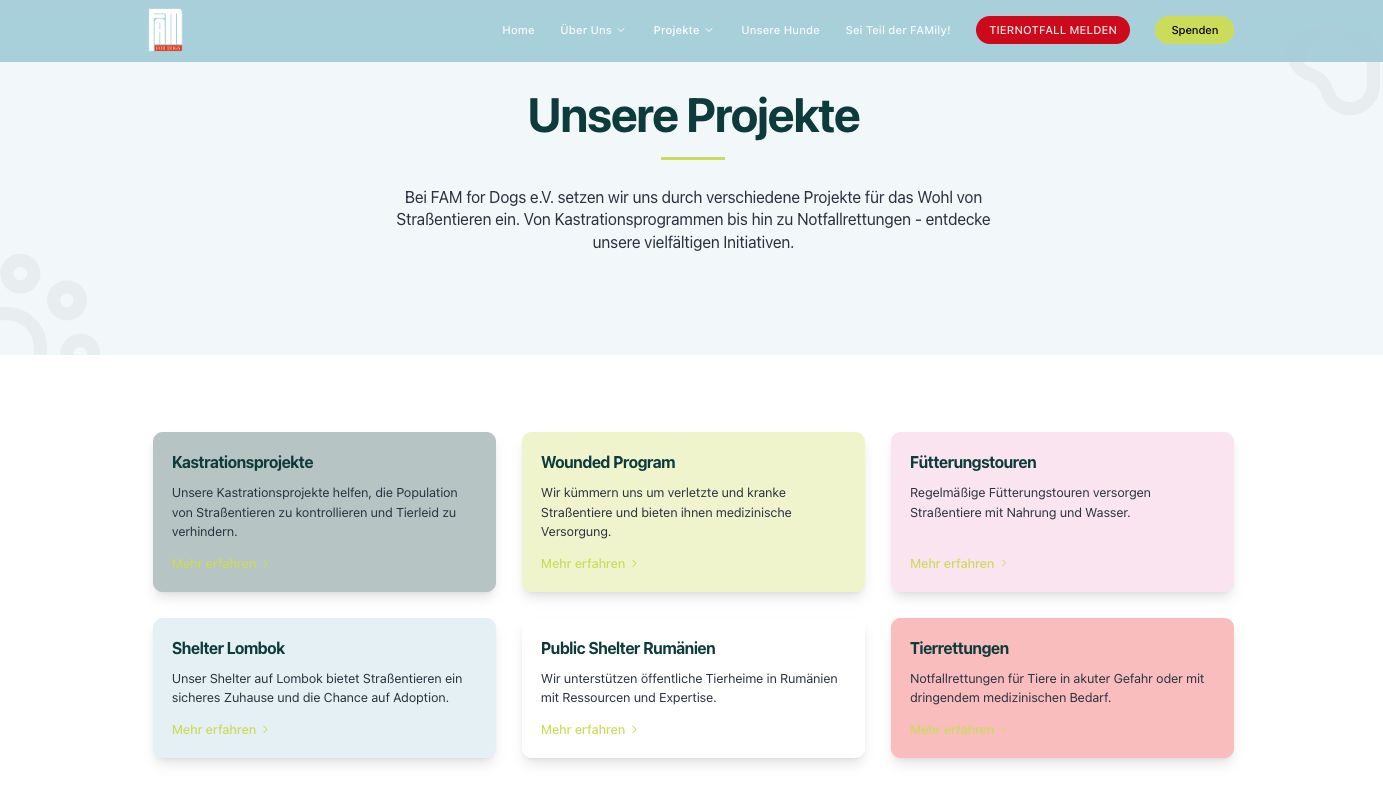 FAM
FOR DOGS
Home
Über Uns
Projekte
Unsere Hunde
Sei Teil der FAMily!
TIERNOTFALL MELDEN
Spenden
Unsere Projekte
Bei FAM for Dogs e.V. setzen wir uns durch verschiedene Projekte für das Wohl von
Straßentieren ein. Von Kastrationsprogrammen bis hin zu Notfallrettungen - entdecke
unsere vielfältigen Initiativen.
Kastrationsprojekte
Unsere Kastrationsprojekte helfen, die Population
von Straßentieren zu kontrollieren und Tierleid zu
verhindern.
Mehr erfahren
Wounded Program
Wir kümmern uns um verletzte und kranke
Straßentiere und bieten ihnen medizinische
Versorgung.
Mehr erfahren
Fütterungstouren
Regelmäßige Fütterungstouren versorgen
Straßentiere mit Nahrung und Wasser.
Mehr erfahren
Shelter Lombok
Unser Shelter auf Lombok bietet Straßentieren ein
sicheres Zuhause und die Chance auf Adoption.
Mehr erfahren
Public Shelter Rumänien
Wir unterstützen öffentliche Tierheime in Rumänien
mit Ressourcen und Expertise.
Mehr erfahren
Tierrettungen
Notfallrettungen für Tiere in akuter Gefahr oder mit
dringendem medizinischen Bedarf.
Mehr erfahren